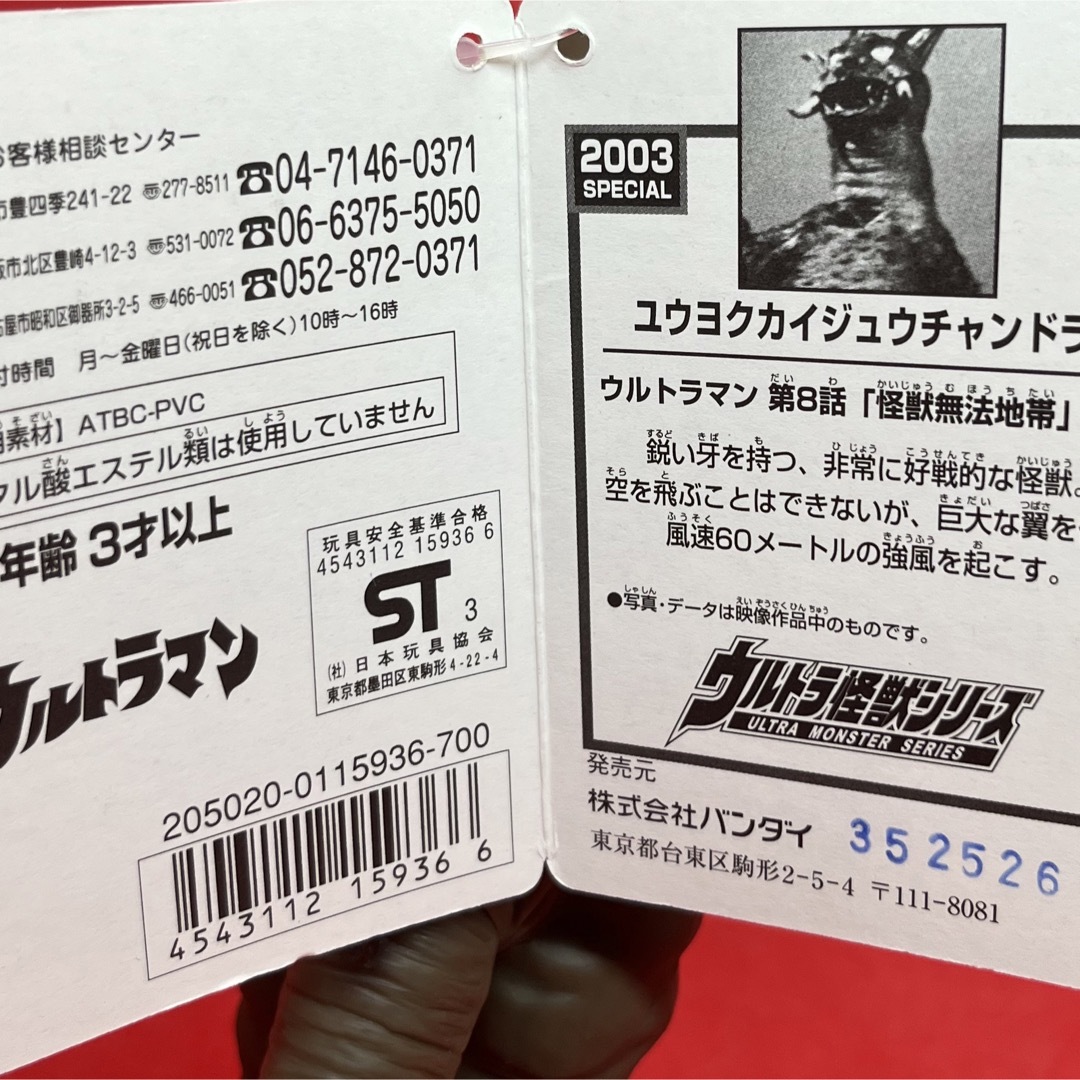 お客様相談センター
市豊四季241-22 〠277-8511 ☎04-7146-0371
阪市北区豊崎4-12-3 〠531-0072 ☎06-6375-5050
古屋市昭和区御器所3-2-5 〠466-0051 ☎052-872-0371
付時間 月〜金曜日(祝日を除く)10時〜16時
用素材】ATBC-PVC
タル酸エステル類は使用していません
年齢 3才以上
玩具安全基準合格
4543112 15936 6
ST 3
(社)日本玩具協会
東京都墨田区東駒形4-22-4
ウルトラマン
205020-0115936-700
4543112 15936 6
2003
SPECIAL
ユウヨクカイジュウチャンドラ
ウルトラマン 第8話「怪獣無法地帯」
鋭い牙を持つ、非常に好戦的な怪獣。
空を飛ぶことはできないが、巨大な翼を
風速60メートルの強風を起こす。
●写真・データは映像作品中のものです。
ウルトラ怪獣シリーズ
ULTRA MONSTER SERIES
発売元
株式会社バンダイ 352526
東京都台東区駒形2-5-4 〒111-8081